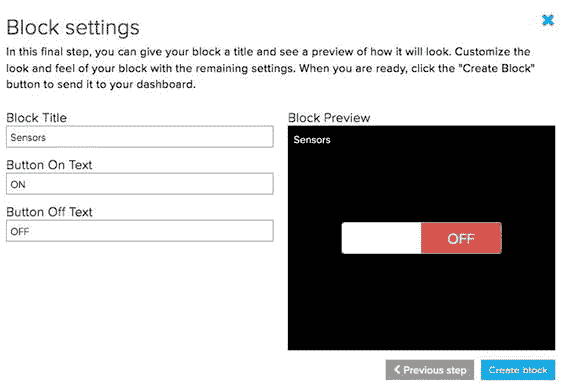 Block settings
In this final step, you can give your block a title and see a preview of how it will look. Customize the
look and feel of your block with the remaining settings. When you are ready, click the "Create Block"
button to send it to your dashboard.
Block Title
Sensors
Button On Text
ON
Button Off Text
OFF
Block Preview
Sensors
OFF
Previous step
Create block